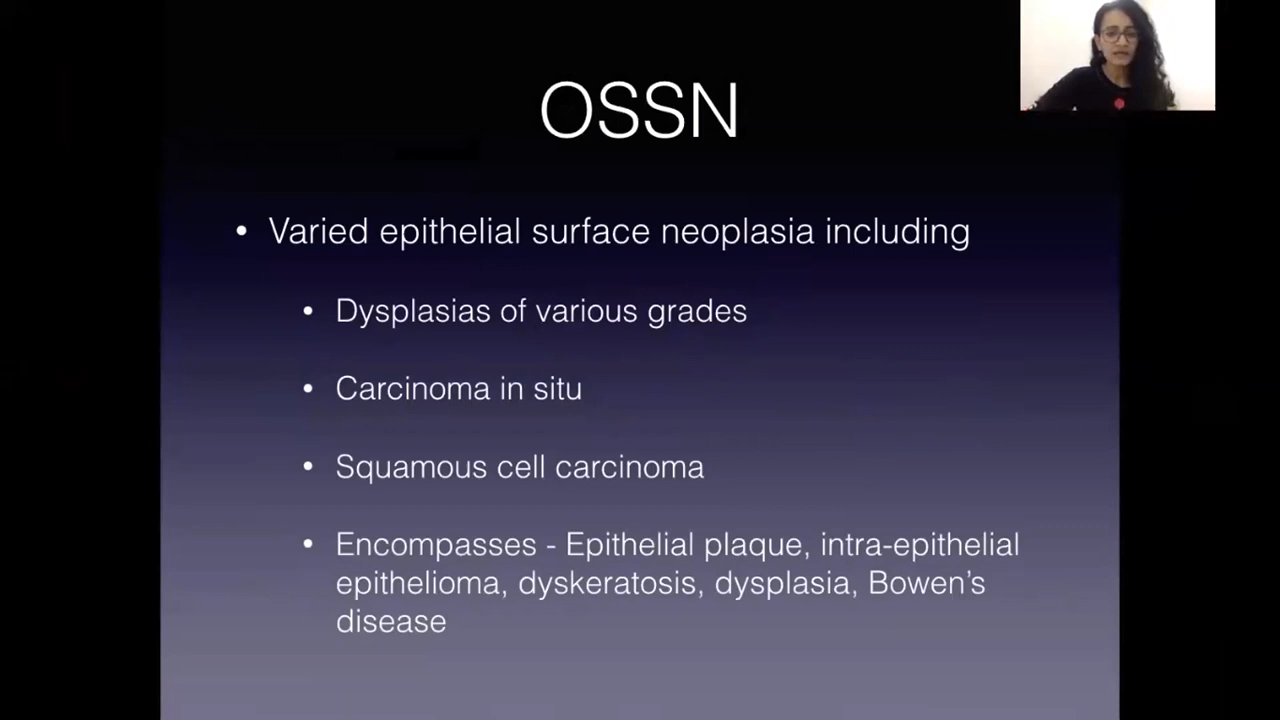 OSSN
• Varied epithelial surface neoplasia including
• Dysplasias of various grades
• Carcinoma in situ
• Squamous cell carcinoma
• Encompasses - Epithelial plaque, intra-epithelial
epithelioma, dyskeratosis, dysplasia, Bowen’s
disease